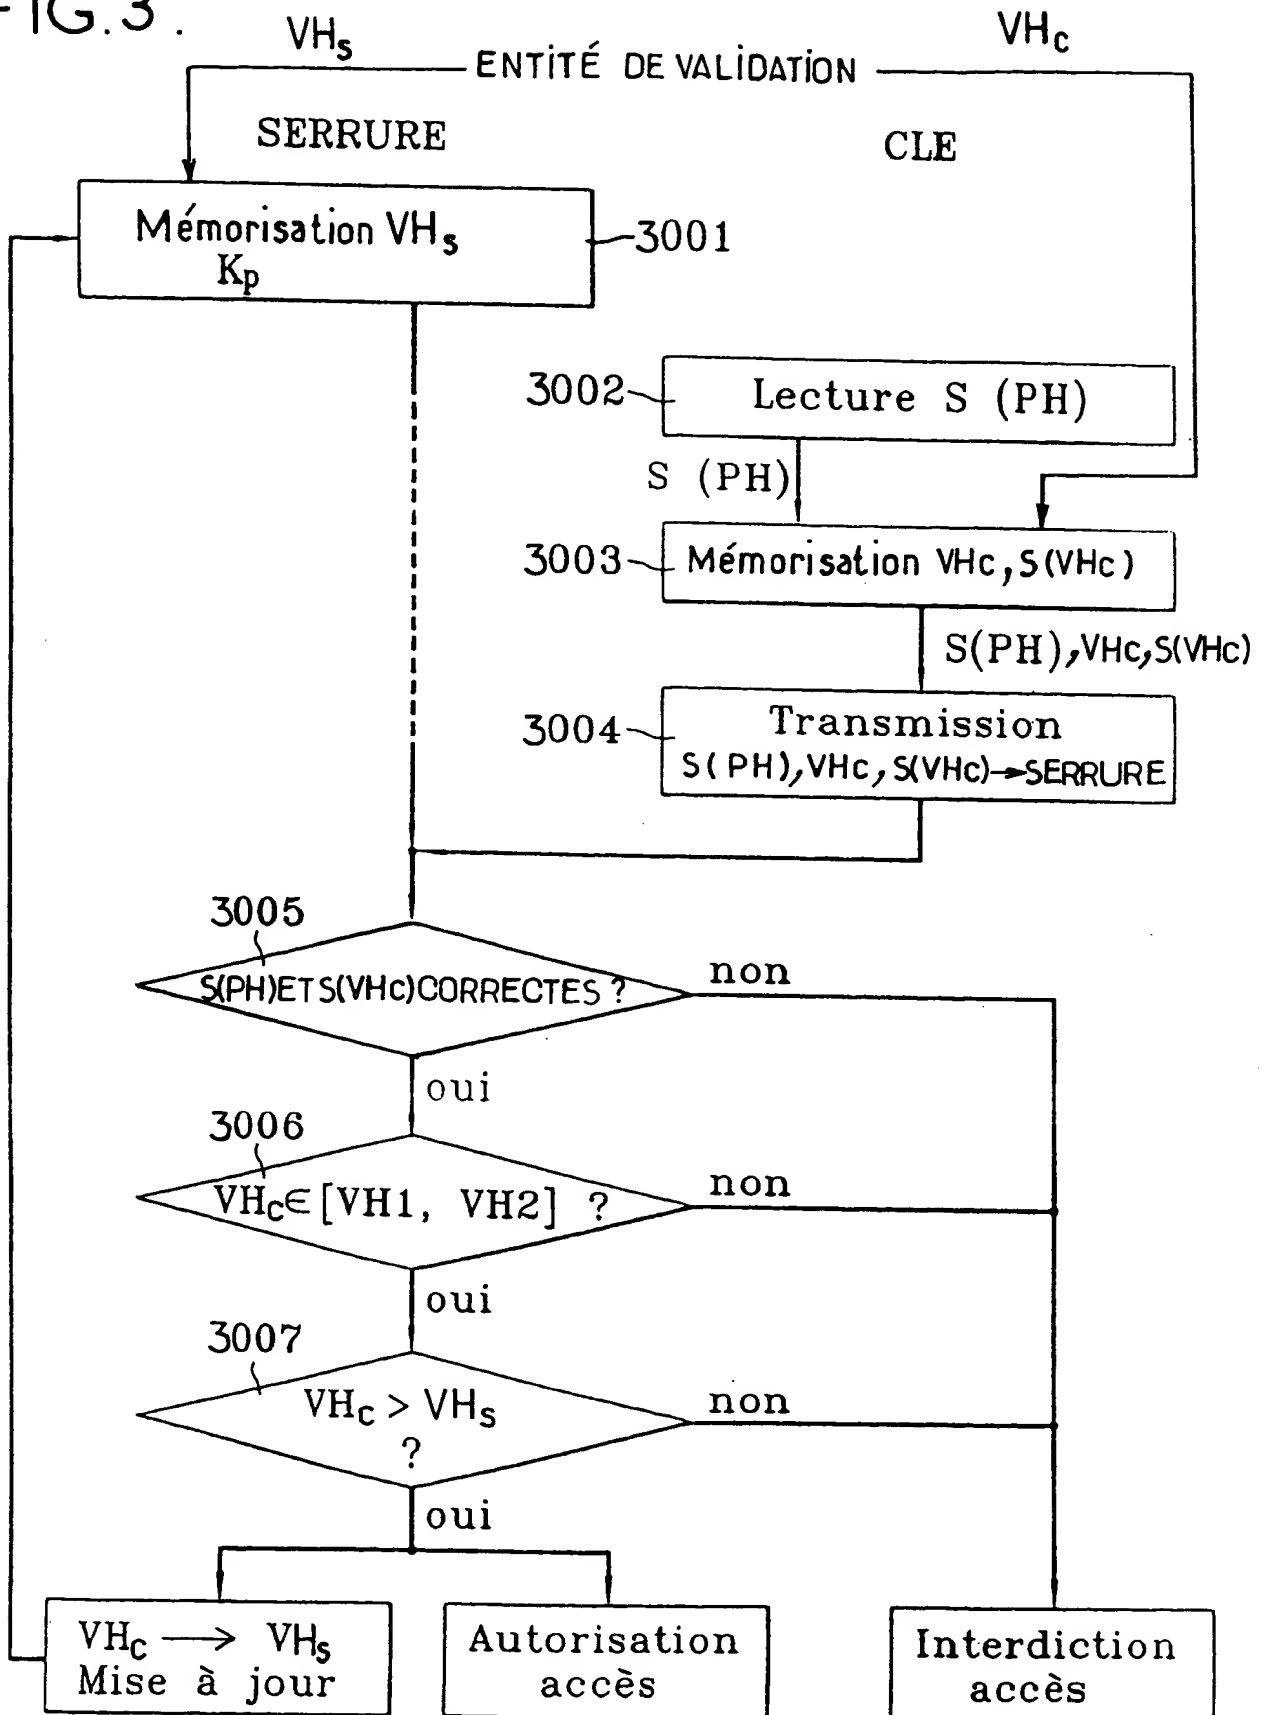 FIG.3.
VHs
VHc
ENTITÉ DE VALIDATION
SERRURE
CLE
Mémorisation VHs
Kp
3001
3002
Lecture S (PH)
S (PH)
3003
Mémorisation VHc, S(VHc)
S(PH), VHc, S(VHc)
3004
Transmission
S(PH), VHc, S(VHc)→SERRURE
3005
S(PH) ET S(VHc) CORRECTES ?
non
oui
3006
VHc∈[VH1, VH2] ?
non
oui
3007
VHc > VHs
?
non
oui
VHc → VHs
Mise à jour
Autorisation
accès
Interdiction
accès